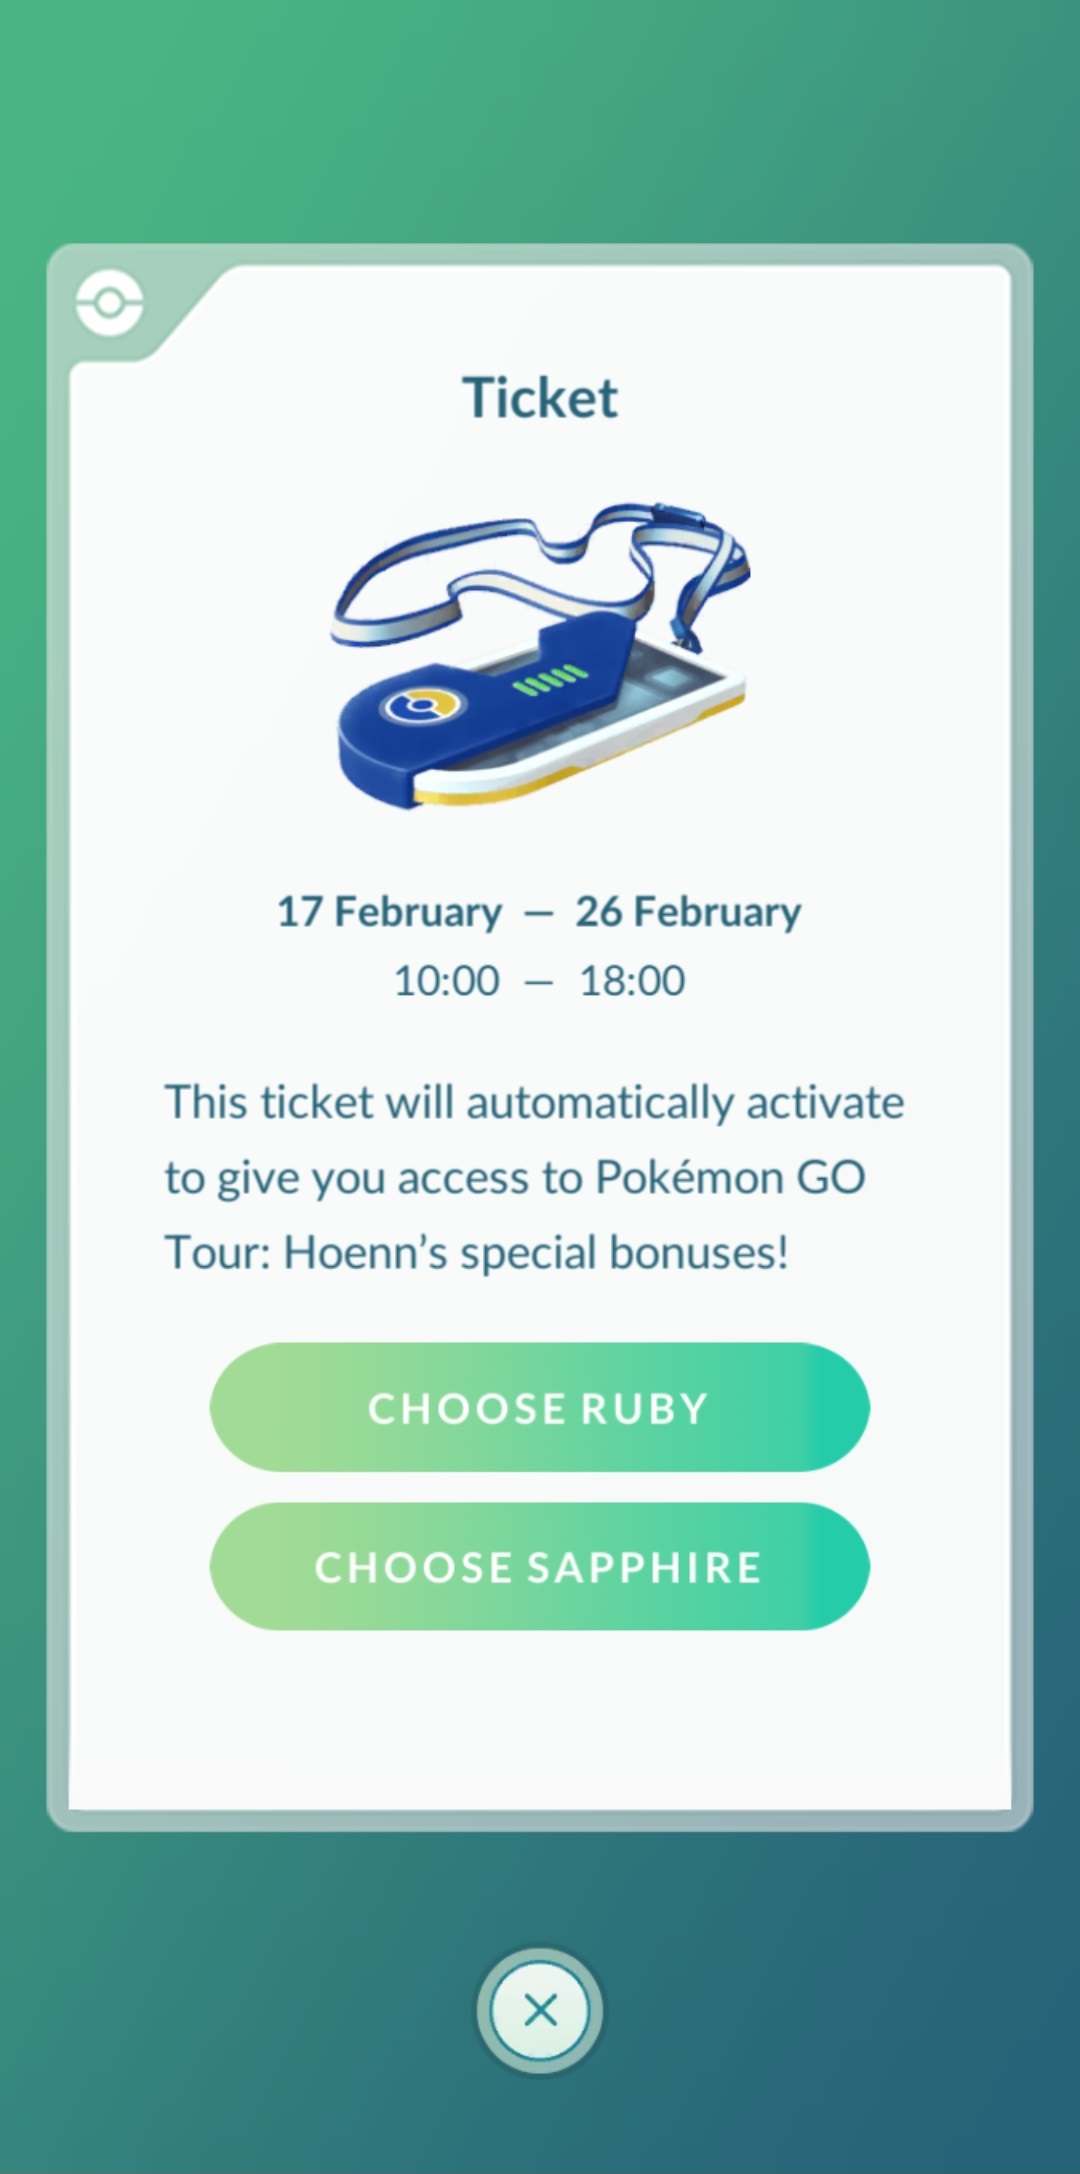 Ticket
17 February — 26 February
10:00 — 18:00
This ticket will automatically activate
to give you access to Pokémon GO
Tour: Hoenn’s special bonuses!
CHOOSE RUBY
CHOOSE SAPPHIRE